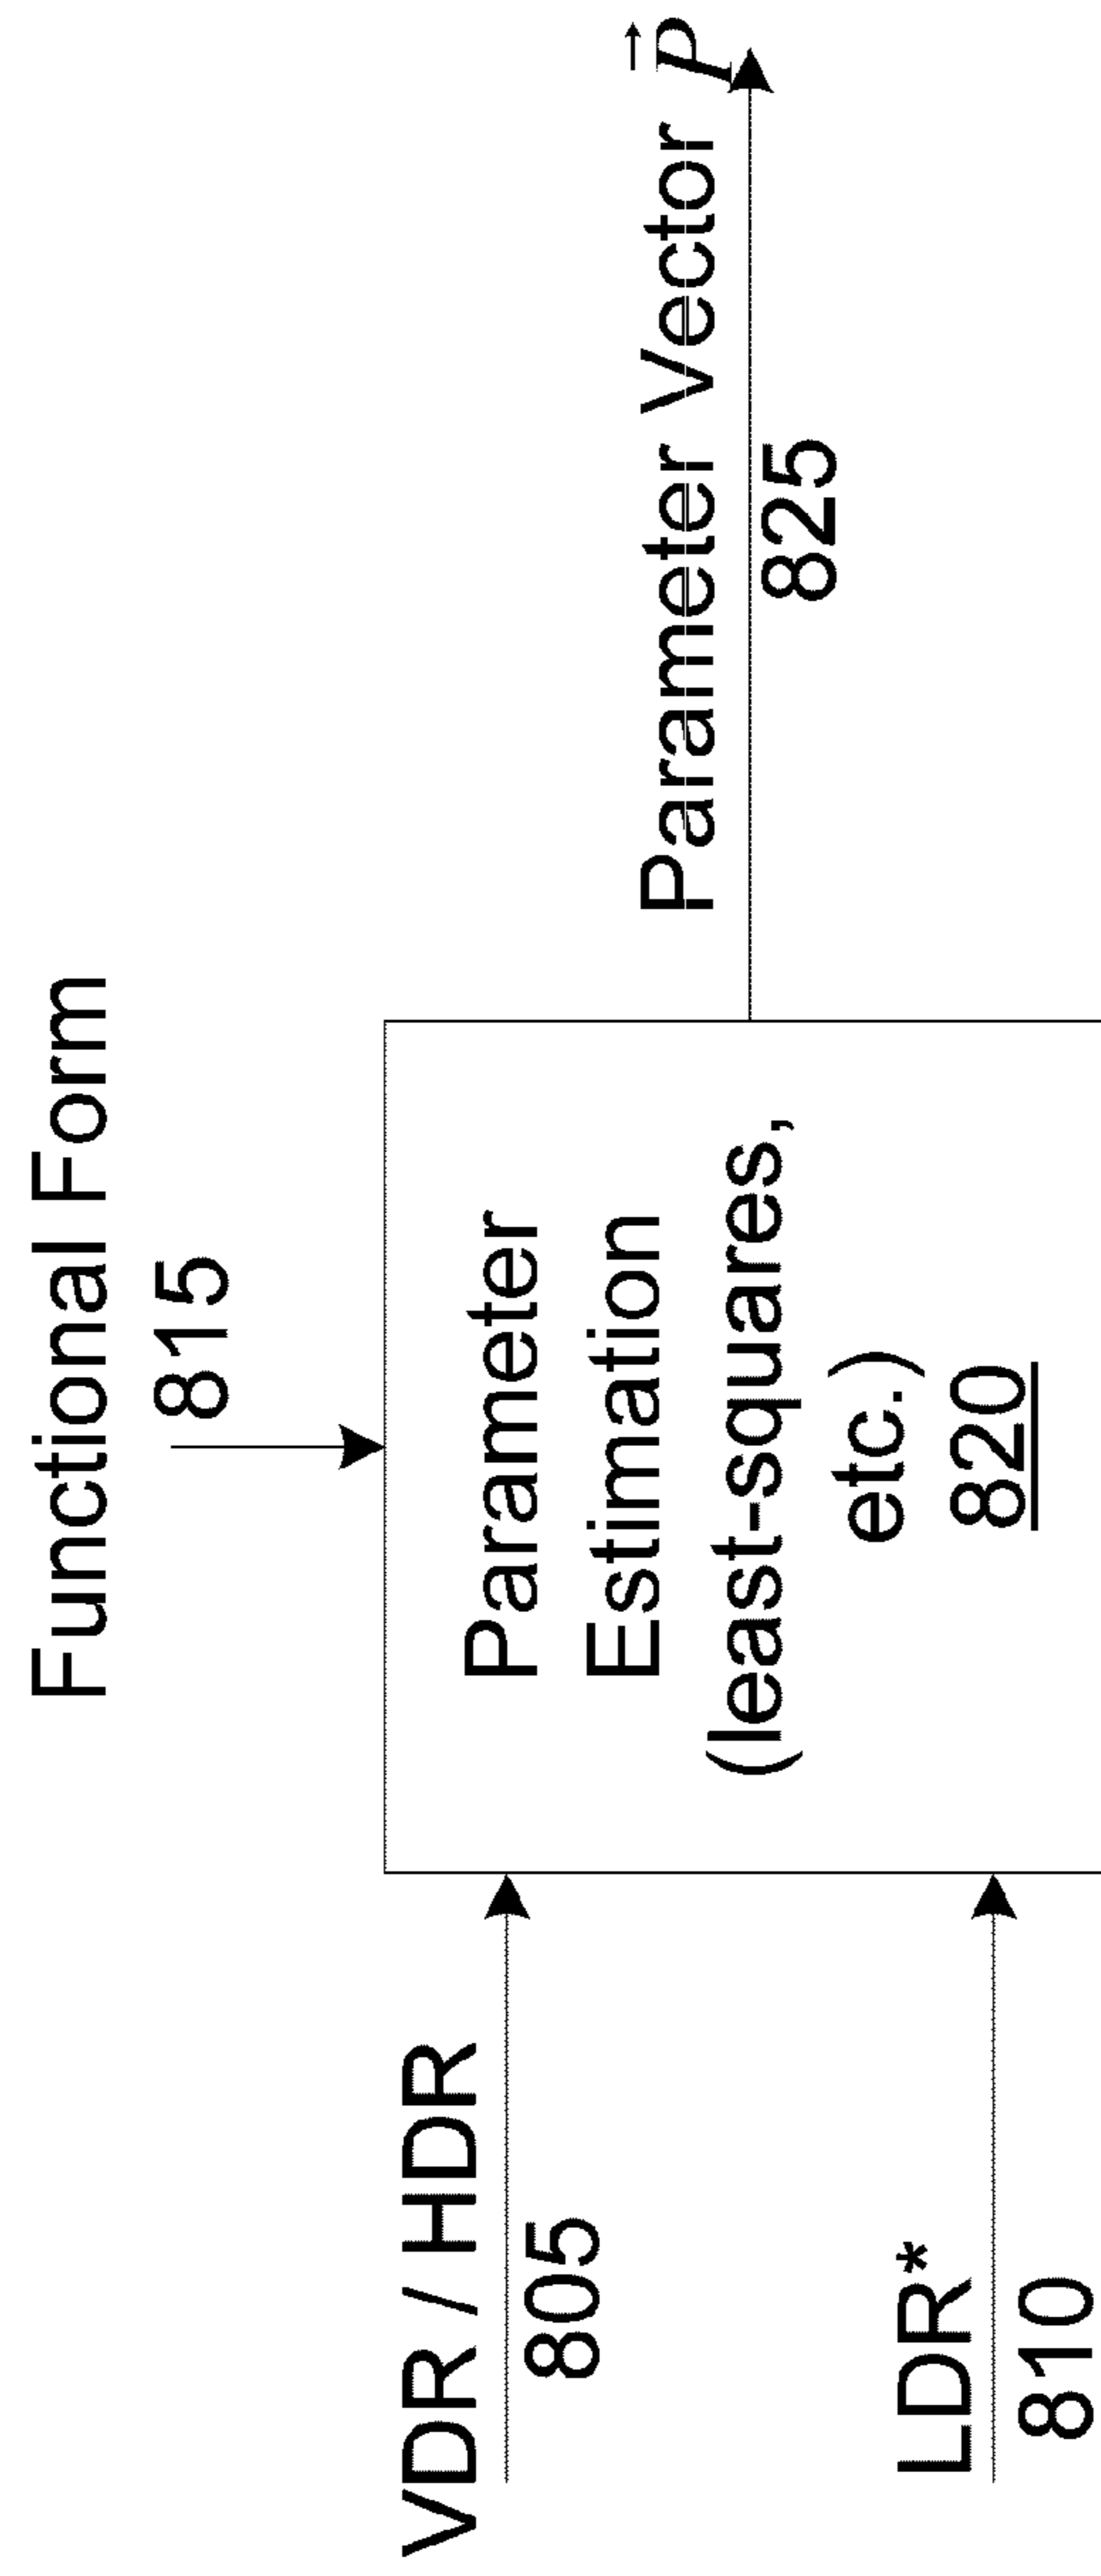 Functional Form
815
VDR / HDR
805
LDR*
810
Parameter
Estimation
(least-squares,
etc.)
820
Parameter Vector P⃗
825